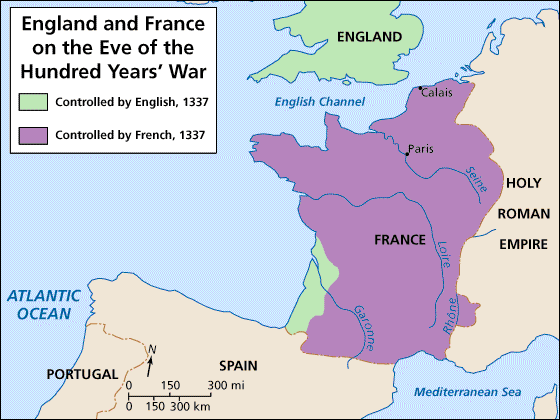 England and France
on the Eve of the
Hundred Years’ War
Controlled by English, 1337
Controlled by French, 1337
ENGLAND
English Channel
Calais
Paris
Seine
HOLY
ROMAN
EMPIRE
FRANCE
Loire
Rhône
Garonne
ATLANTIC
OCEAN
N
PORTUGAL
SPAIN
0 150 300 mi
0 150 300 km
Mediterranean Sea